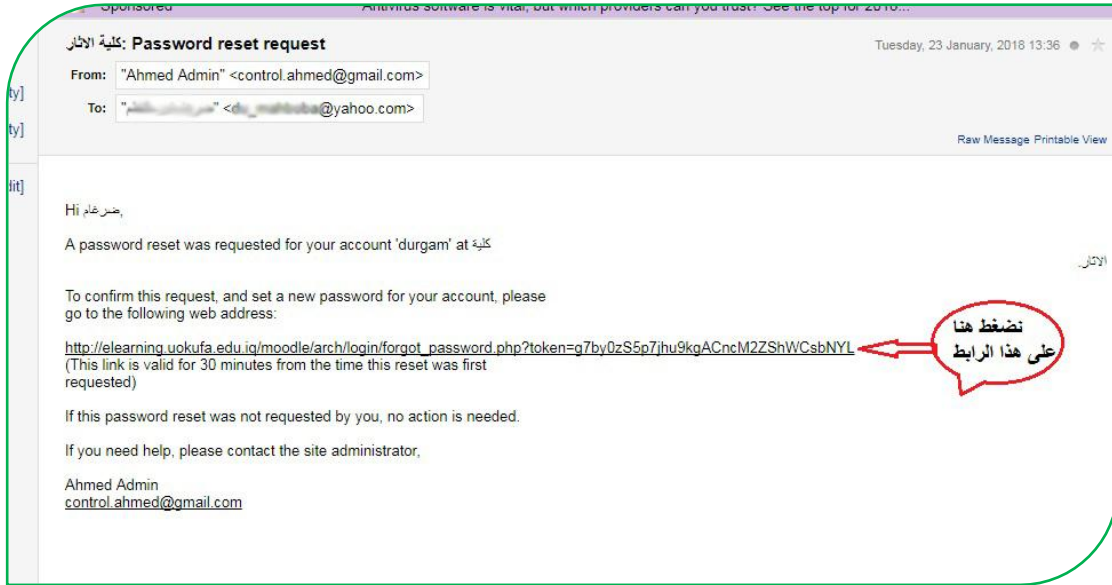 Sponsored Antivirus software is vital, but which providers can you trust? See the top for 2018...
كلية الاثار: Password reset request
Tuesday, 23 January, 2018 13:36
ty]
From: "Ahmed Admin" <control.ahmed@gmail.com>
To: @yahoo.com>
ty]
Raw Message Printable View
dit]
Hi ضرغام,
A password reset was requested for your account 'durgam' at كلية
الاثار.
To confirm this request, and set a new password for your account, please
go to the following web address:
http://elearning.uokufa.edu.iq/moodle/arch/login/forgot_password.php?token=g7by0zS5p7jhu9kgACncM2ZShWCsbNYL
نضغط هنا
على هذا الرابط
(This link is valid for 30 minutes from the time this reset was first
requested)
If this password reset was not requested by you, no action is needed.
If you need help, please contact the site administrator,
Ahmed Admin
control.ahmed@gmail.com